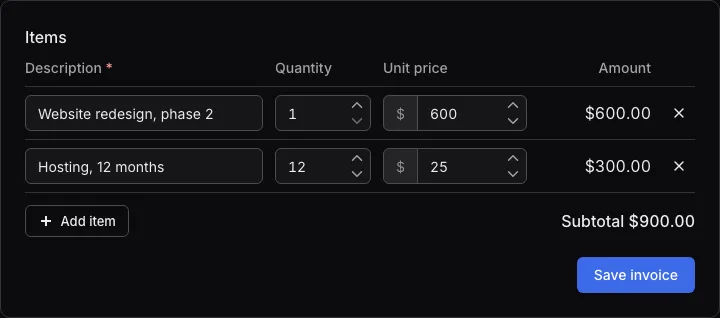 Items
Description * Quantity Unit price Amount
Website redesign, phase 2 1 $ 600 $600.00
Hosting, 12 months 12 $ 25 $300.00
Add item Subtotal $900.00
Save invoice